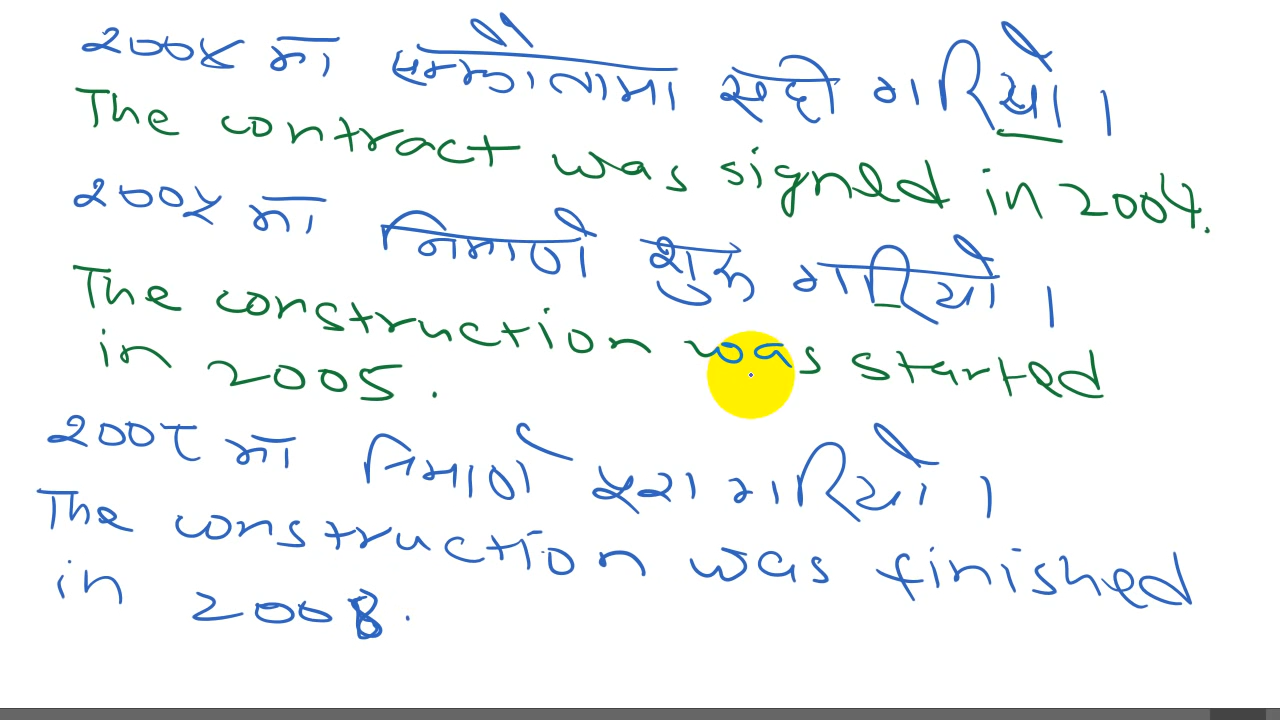 २००४ मा सम्झौतामा सही गरियो ।
The contract was signed in 2004.
२००५ मा निर्माण शुरू गरियो ।
The construction was started
in 2005.
२००८ मा निर्माण पुरा गरियो ।
The construction was finished
in 2008.